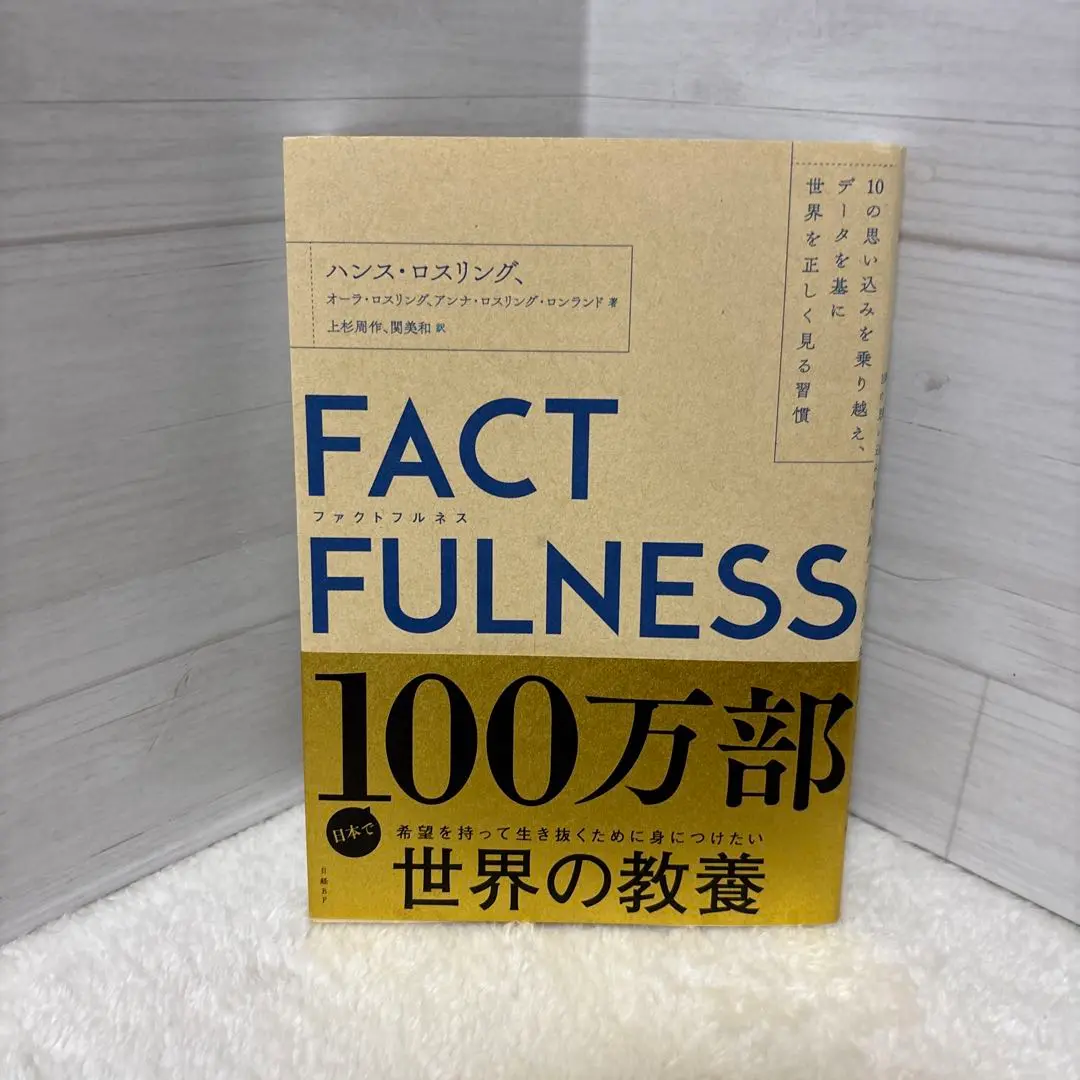 10の思い込みを乗り越え、
データを基に
世界を正しく見る習慣
ハンス・ロスリング、
オーラ・ロスリング、アンナ・ロスリング・ロンランド 著
上杉周作、関美和 訳
FACT
ファクトフルネス
FULNESS
100万部
日本で
希望を持って生き抜くために身につけたい
世界の教養
日経BP